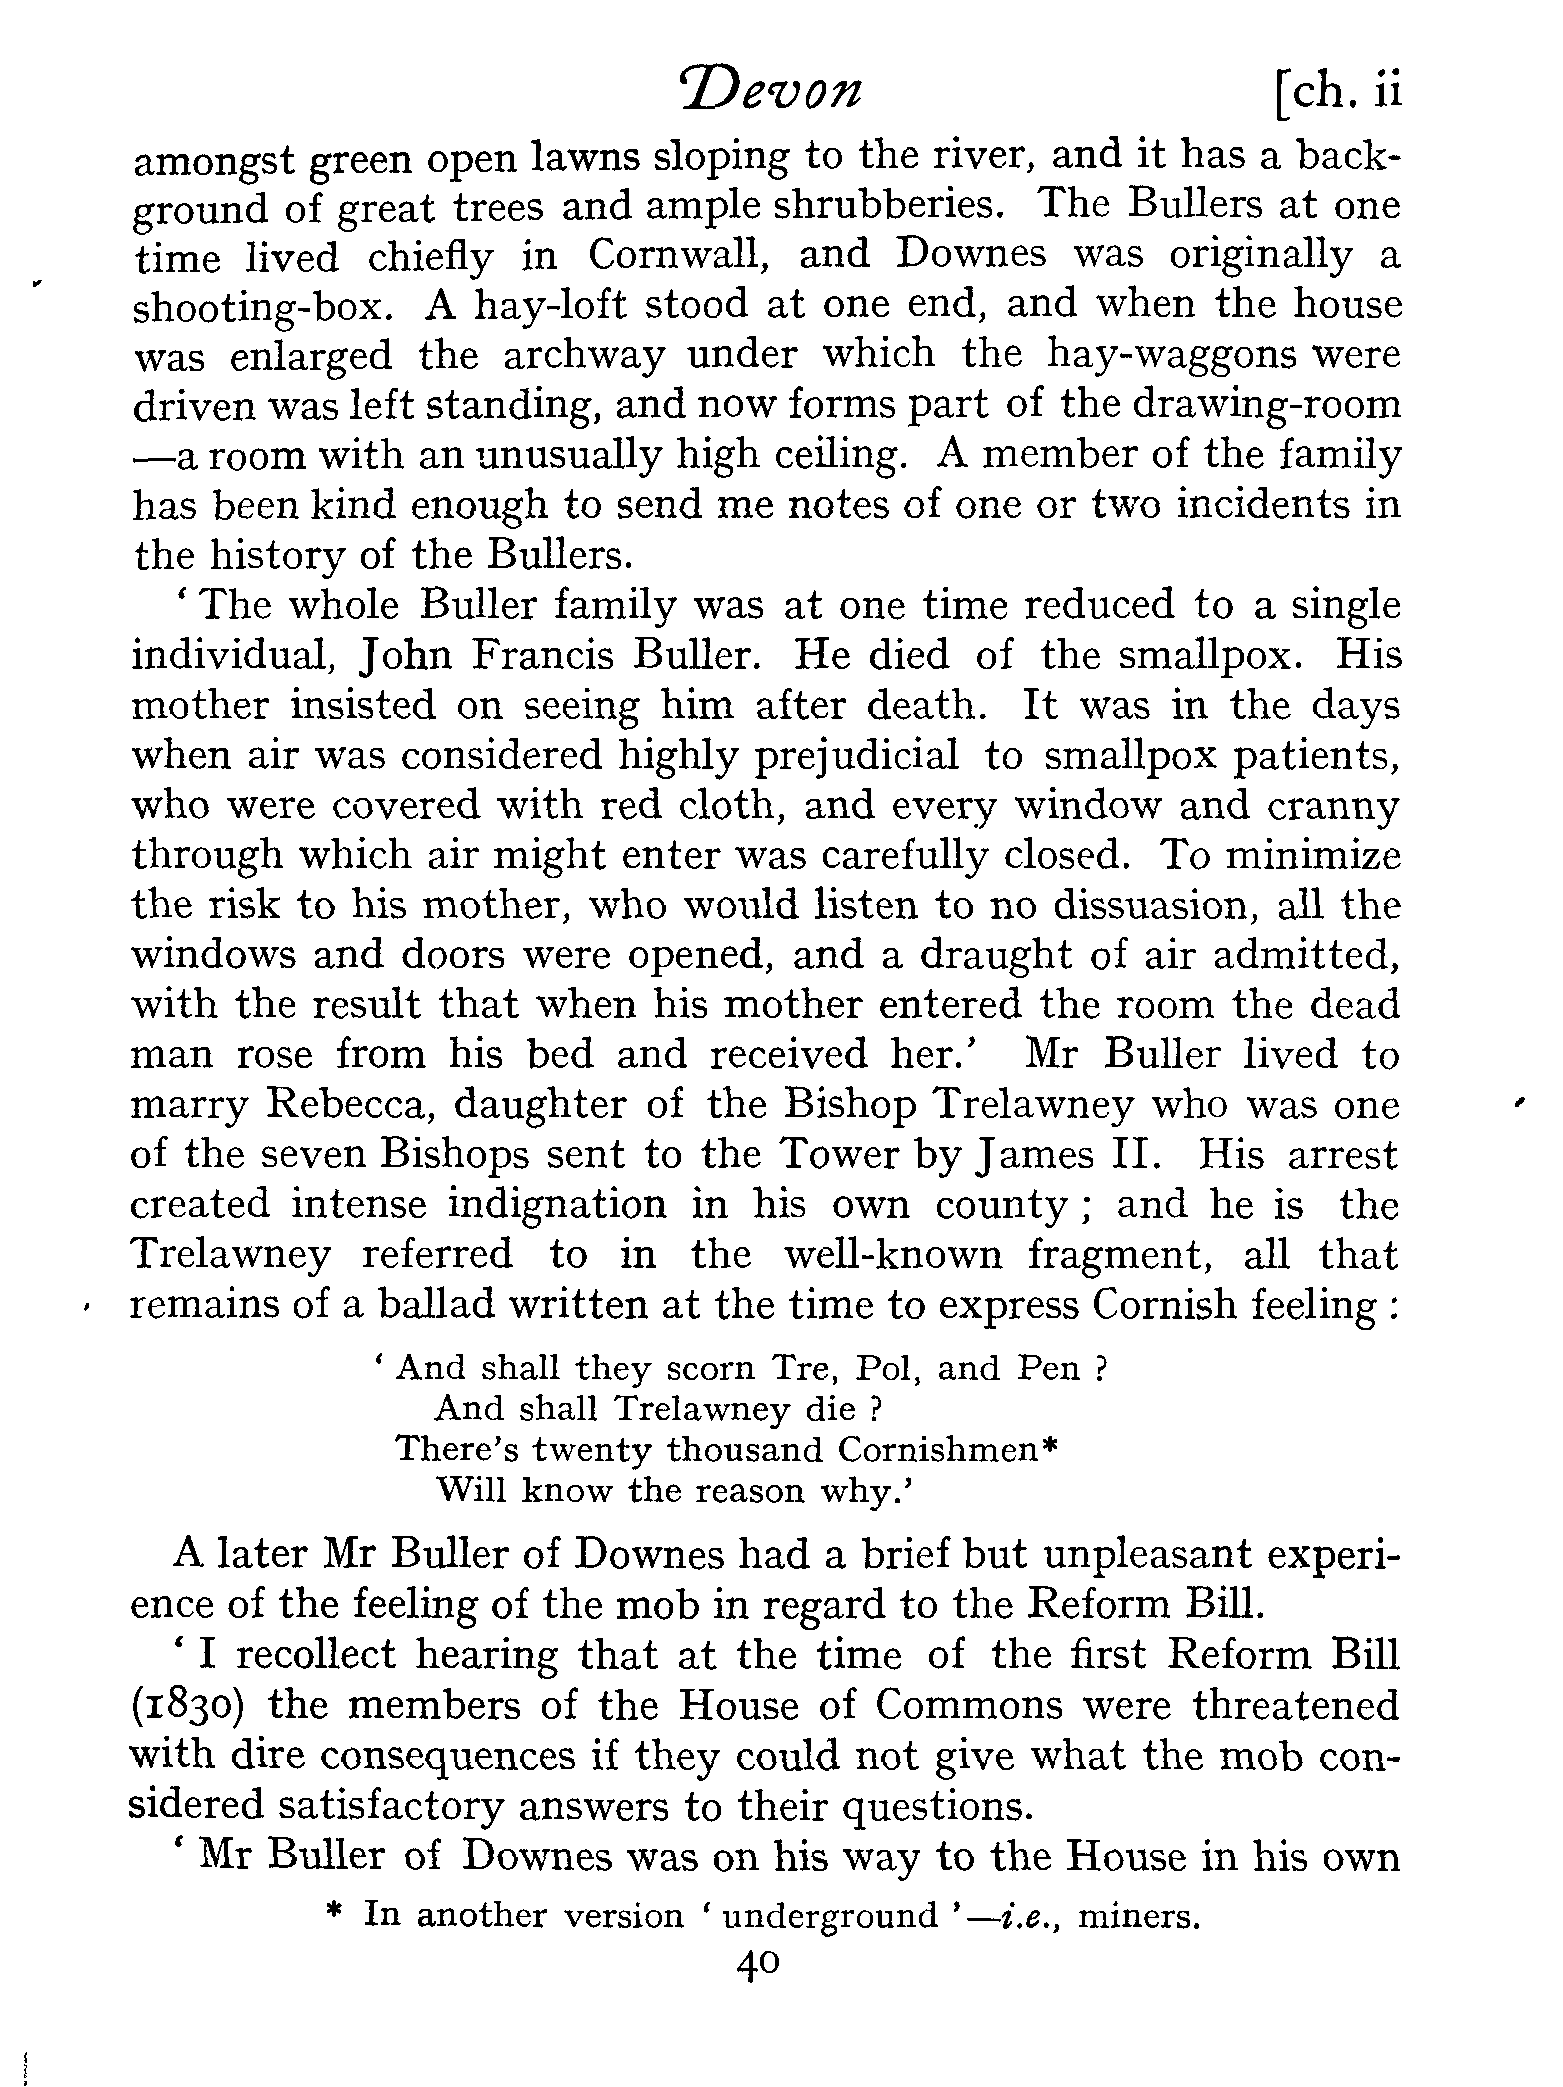 Devon [ch. ii
amongst green open lawns sloping to the river, and it has a back-
ground of great trees and ample shrubberies. The Bullers at one
time lived chiefly in Cornwall, and Downes was originally a
shooting-box. A hay-loft stood at one end, and when the house
was enlarged the archway under which the hay-waggons were
driven was left standing, and now forms part of the drawing-room
—a room with an unusually high ceiling. A member of the family
has been kind enough to send me notes of one or two incidents in
the history of the Bullers.
‘ The whole Buller family was at one time reduced to a single
individual, John Francis Buller. He died of the smallpox. His
mother insisted on seeing him after death. It was in the days
when air was considered highly prejudicial to smallpox patients,
who were covered with red cloth, and every window and cranny
through which air might enter was carefully closed. To minimize
the risk to his mother, who would listen to no dissuasion, all the
windows and doors were opened, and a draught of air admitted,
with the result that when his mother entered the room the dead
man rose from his bed and received her.’ Mr Buller lived to
marry Rebecca, daughter of the Bishop Trelawney who was one
of the seven Bishops sent to the Tower by James II. His arrest
created intense indignation in his own county ; and he is the
Trelawney referred to in the well-known fragment, all that
remains of a ballad written at the time to express Cornish feeling :
‘ And shall they scorn Tre, Pol, and Pen ?
And shall Trelawney die ?
There’s twenty thousand Cornishmen*
Will know the reason why.’
A later Mr Buller of Downes had a brief but unpleasant experi-
ence of the feeling of the mob in regard to the Reform Bill.
‘ I recollect hearing that at the time of the first Reform Bill
(1830) the members of the House of Commons were threatened
with dire consequences if they could not give what the mob con-
sidered satisfactory answers to their questions.
‘ Mr Buller of Downes was on his way to the House in his own
* In another version ‘ underground ’—i.e., miners.
40